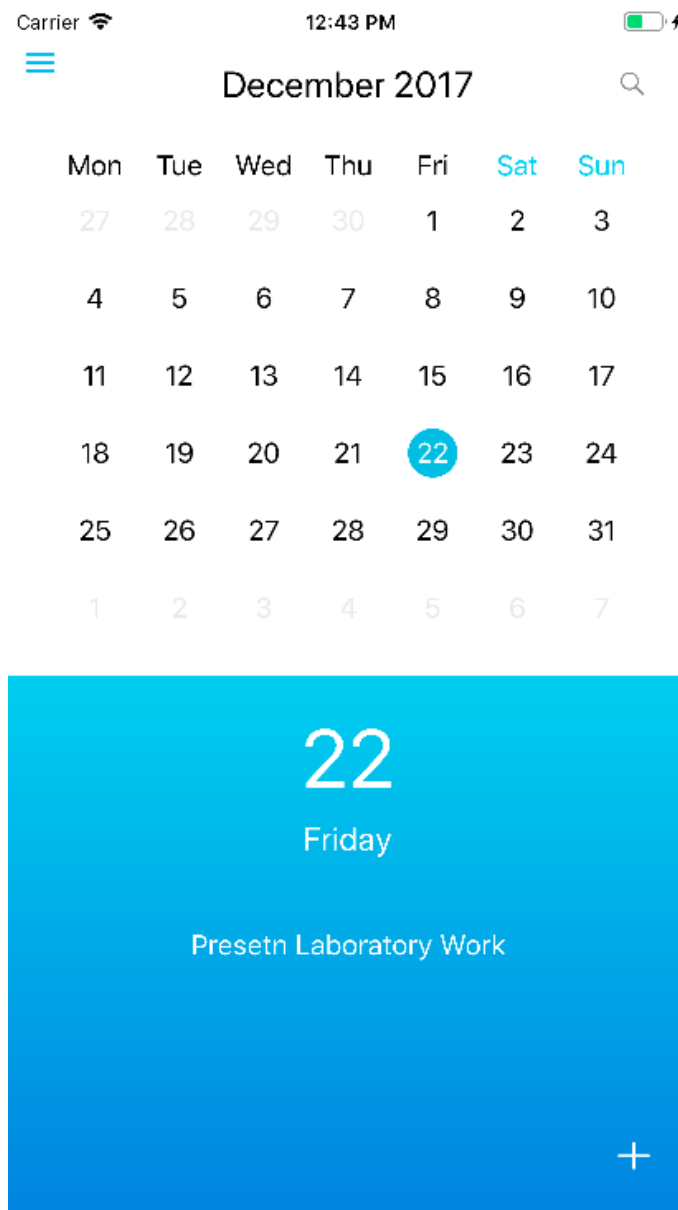 Carrier 12:43 PM
December 2017
Mon Tue Wed Thu Fri Sat Sun
27 28 29 30 1 2 3
4 5 6 7 8 9 10
11 12 13 14 15 16 17
18 19 20 21 22 23 24
25 26 27 28 29 30 31
1 2 3 4 5 6 7
22
Friday
Presetn Laboratory Work
+